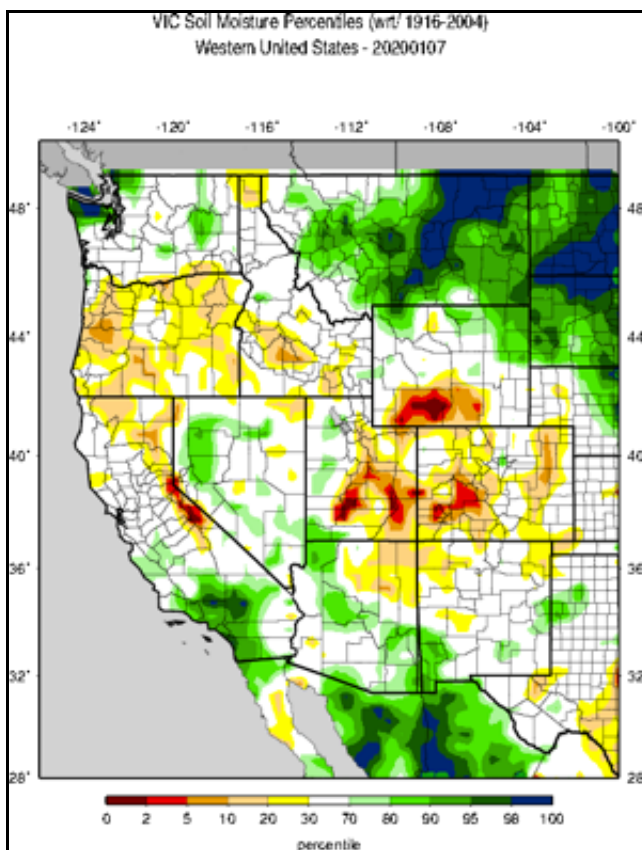 VIC Soil Moisture Percentiles (wrt/ 1916-2004)
Western United States - 20200107
-124° -120° -116° -112° -108° -104° -100°
48° 48°
44° 44°
40° 40°
36° 36°
32° 32°
28° 28°
0 2 5 10 20 30 70 80 90 95 98 100
percentile